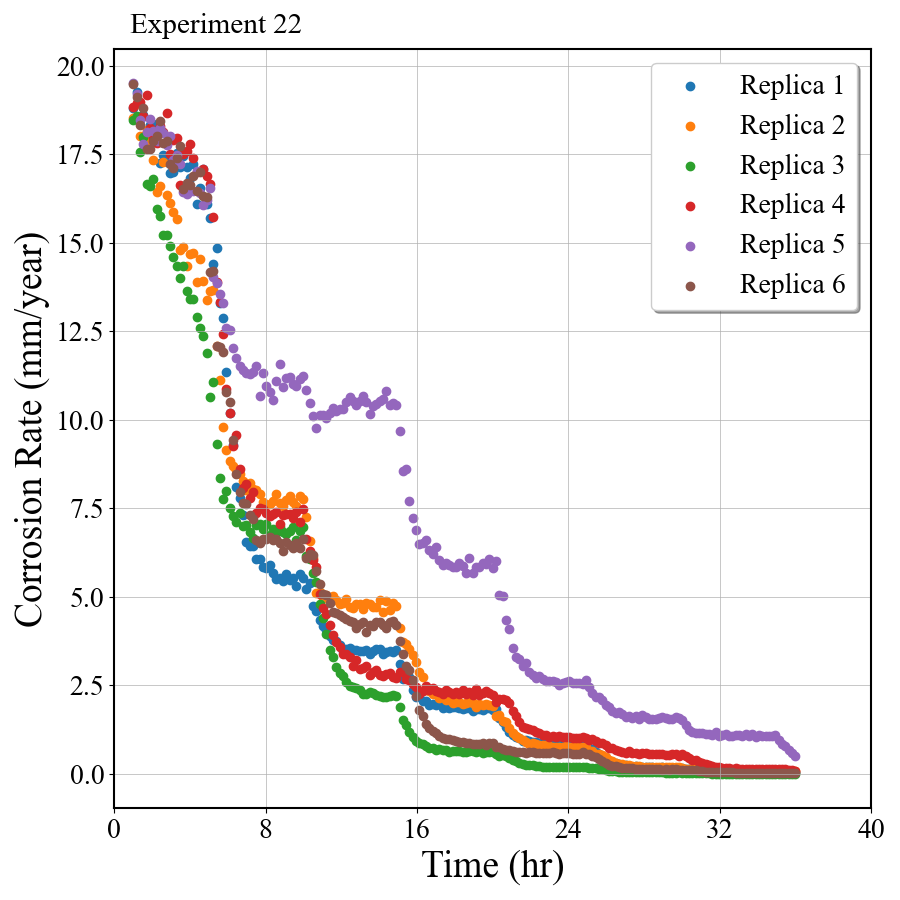 Experiment 22
20.0
17.5
15.0
12.5
10.0
7.5
5.0
2.5
0.0
Corrosion Rate (mm/year)
Replica 1
Replica 2
Replica 3
Replica 4
Replica 5
Replica 6
0 8 16 24 32 40
Time (hr)